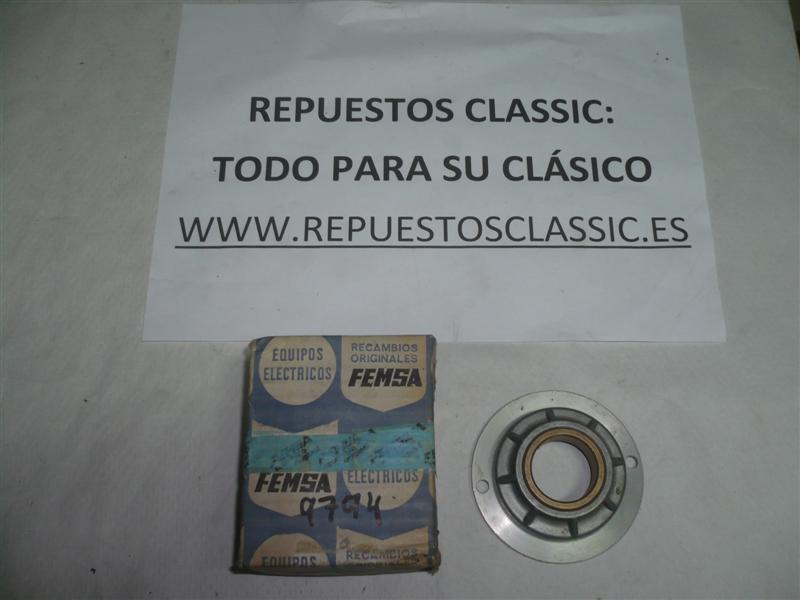 REPUESTOS CLASSIC:
TODO PARA SU CLÁSICO
WWW.REPUESTOSCLASSIC.ES
EQUIPOS
ELECTRICOS
RECAMBIOS
ORIGINALES
FEMSA
ELECTRICOS
FEMSA
9794
EQUIPOS
RECAMBIOS